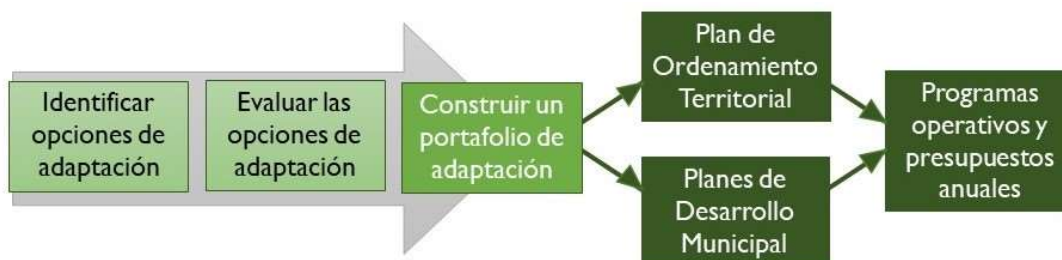 Identificar
opciones de
adaptación
Evaluar las
opciones de
adaptación
Construir un
portafolio de
adaptación
Plan de
Ordenamiento
Territorial
Planes de
Desarrollo
Municipal
Programas
operativos y
presupuestos
anuales